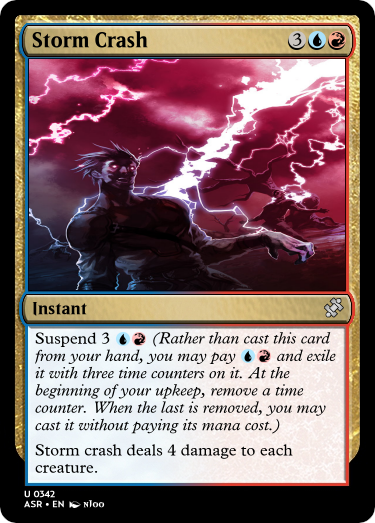 Storm Crash 3
Instant
Suspend 3 (Rather than cast this card
from your hand, you may pay and exile
it with three time counters on it. At the
beginning of your upkeep, remove a time
counter. When the last is removed, you may
cast it without paying its mana cost.)
Storm crash deals 4 damage to each
creature.
U 0342
ASR • EN n100